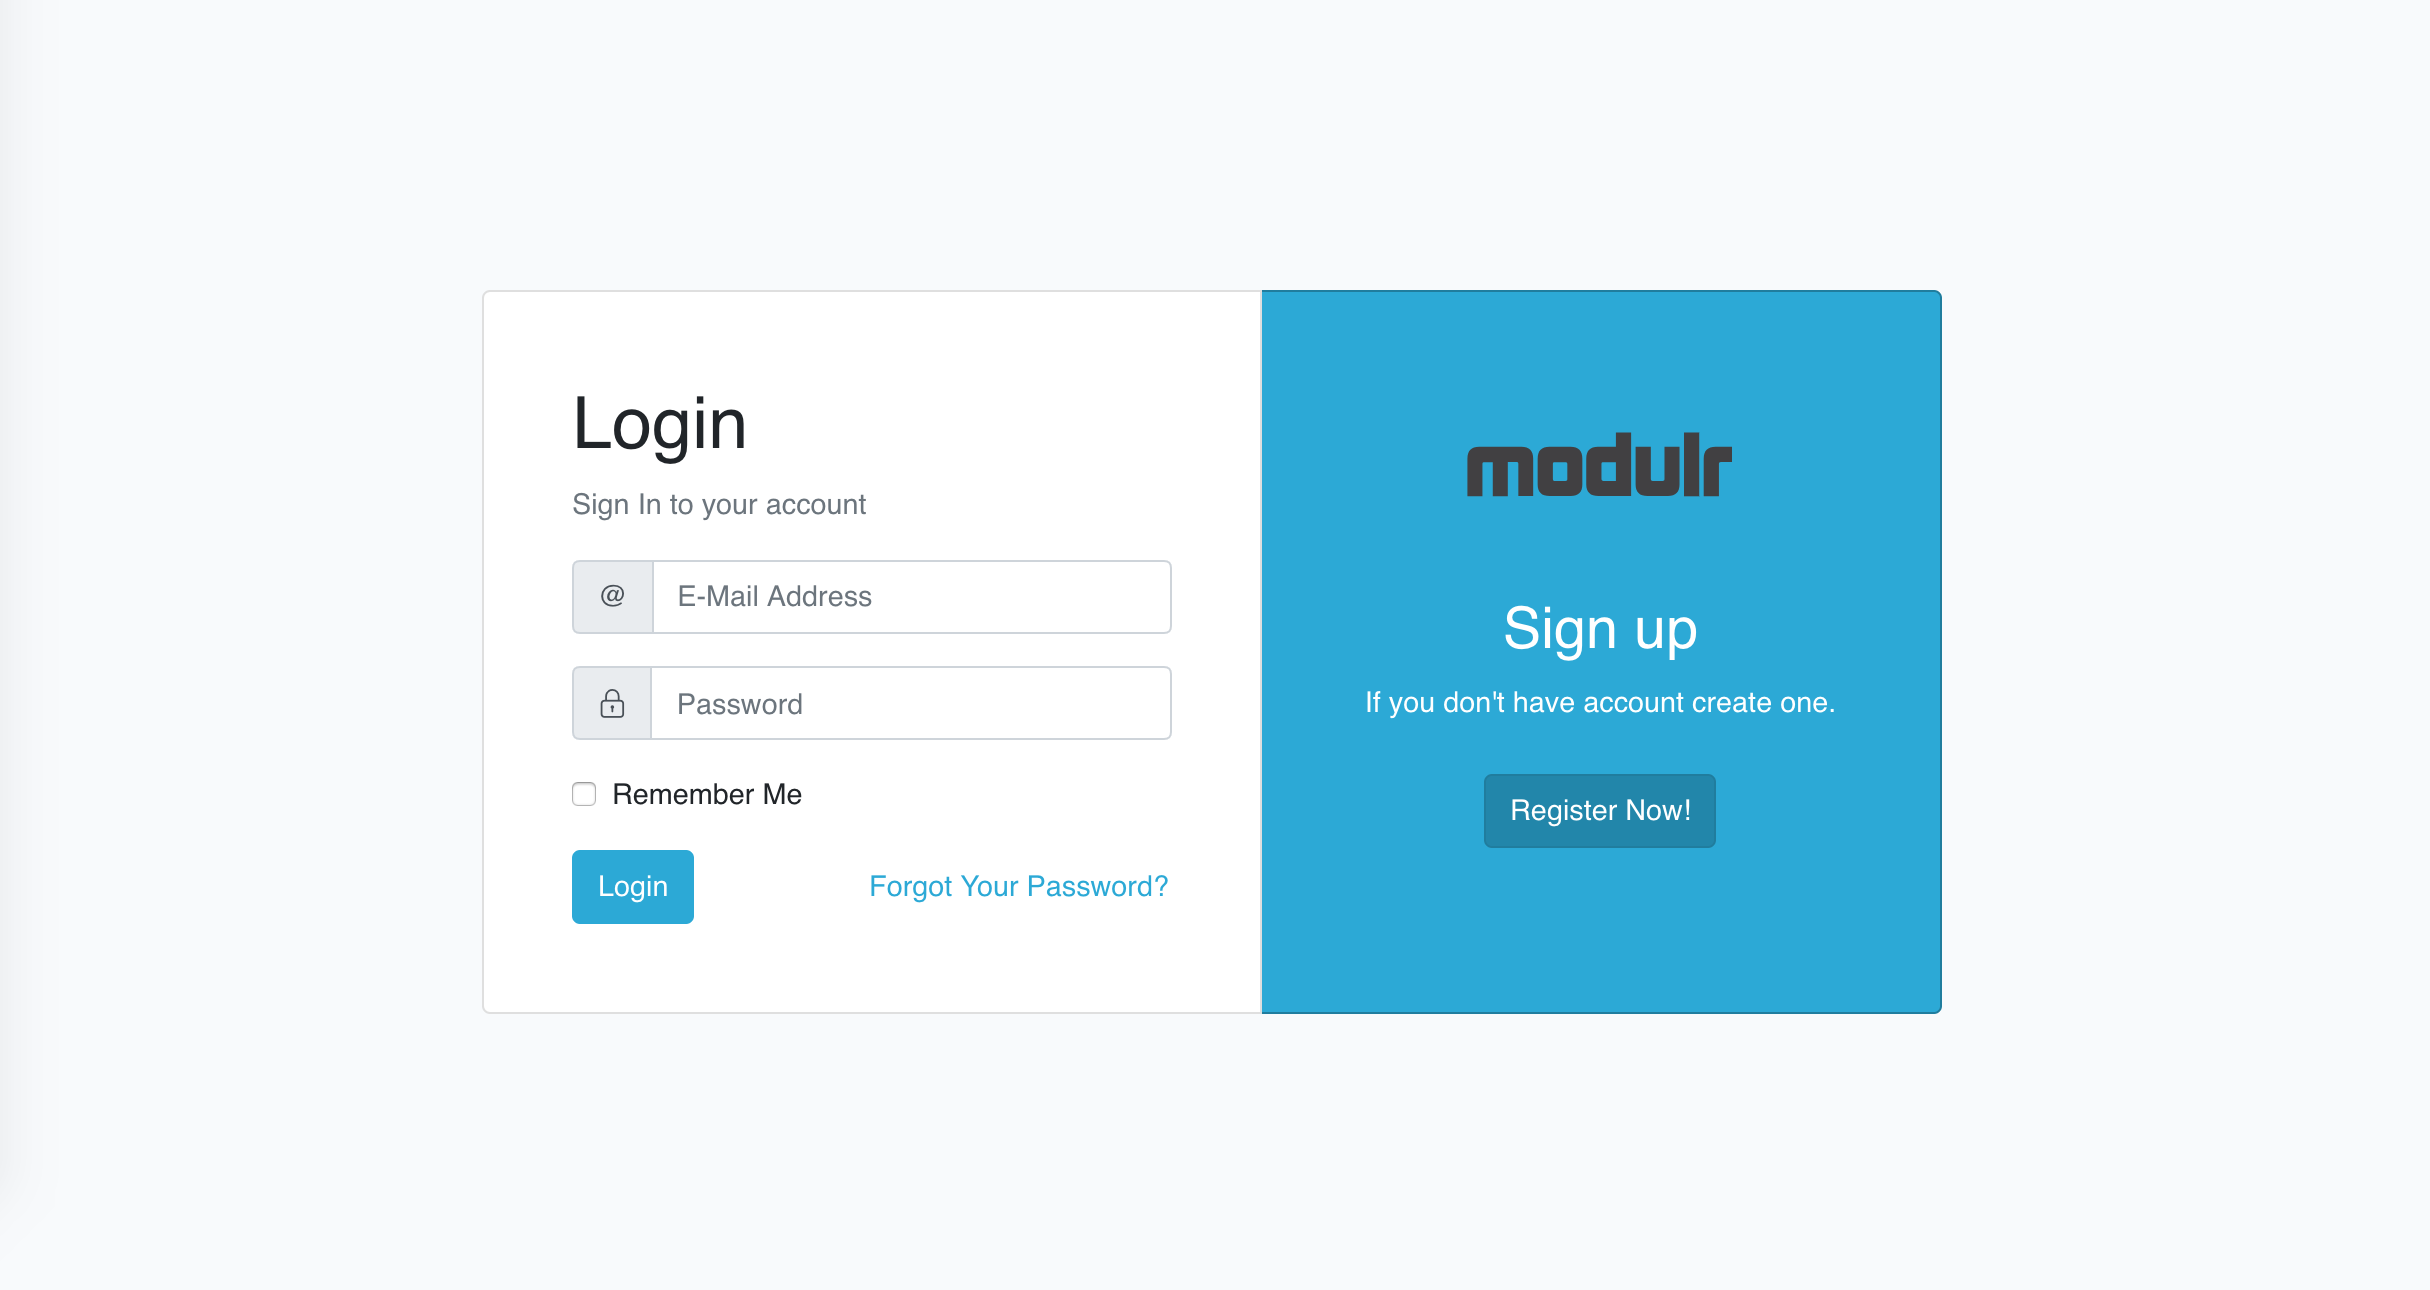 Login
Sign In to your account
@ E-Mail Address
Password
Remember Me
Login Forgot Your Password?
modulr
Sign up
If you don't have account create one.
Register Now!